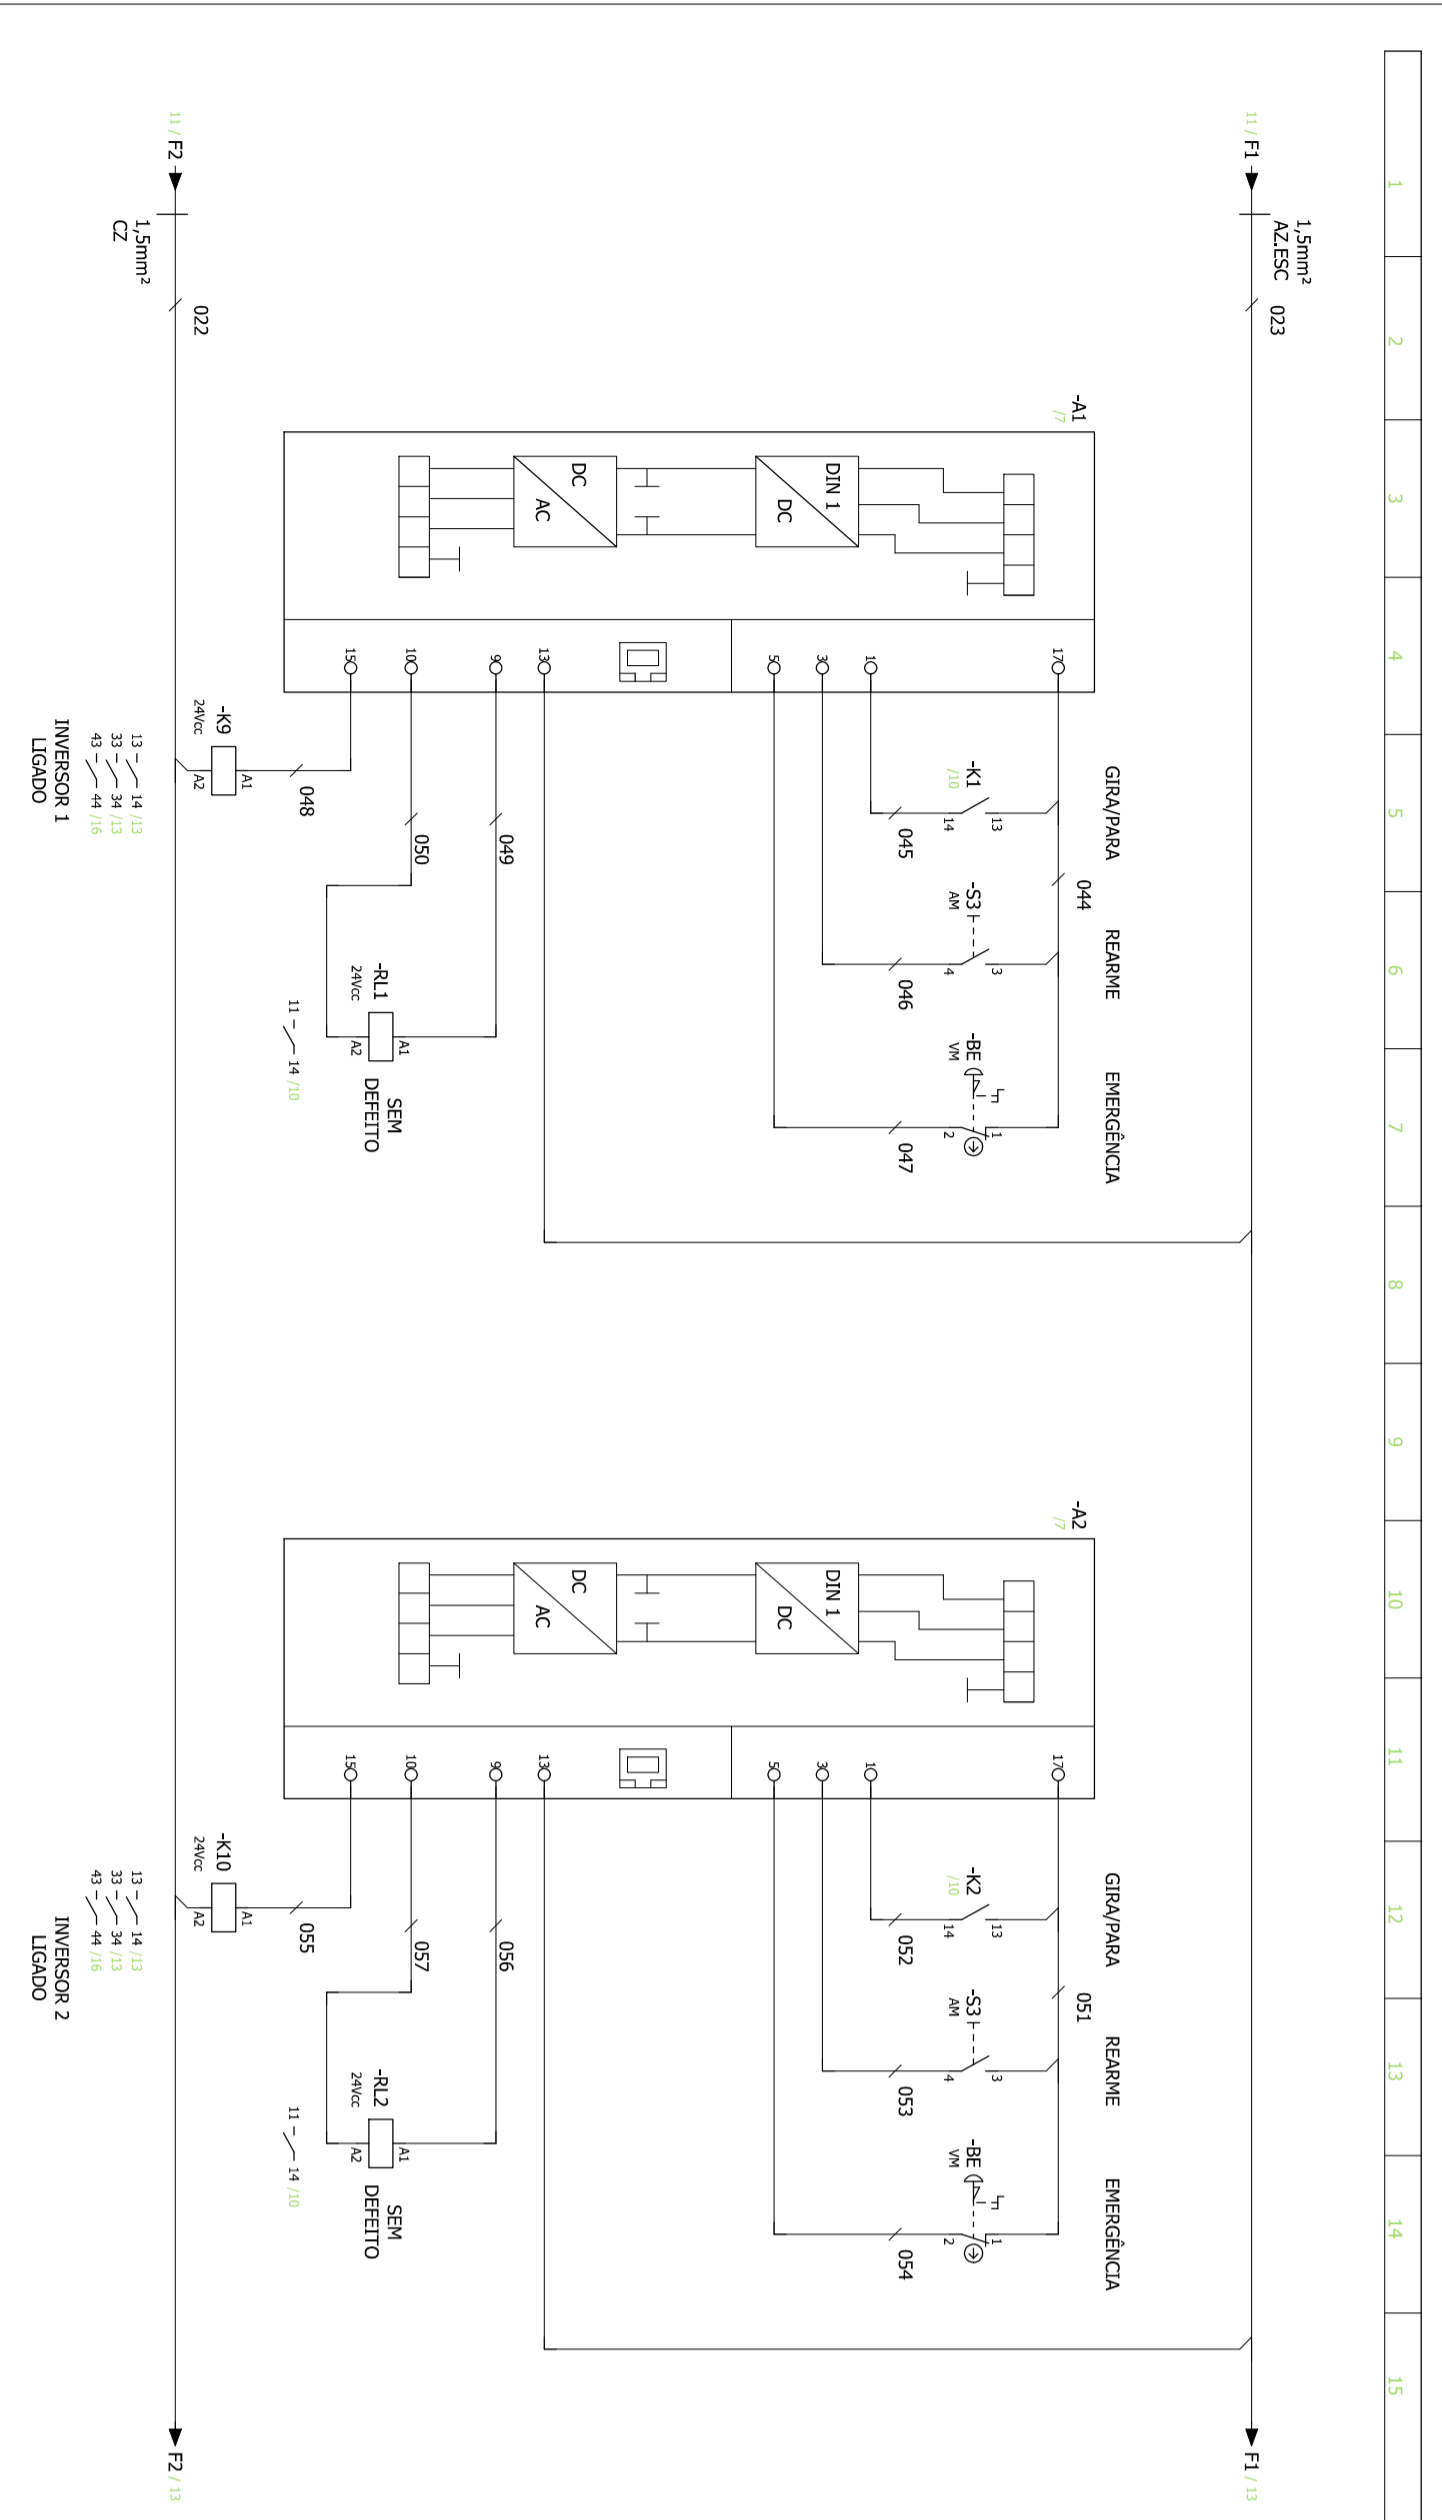 1 2 3 4 5 6 7 8 9 10 11 12 13 14 15
1,5mm²
AZ.ESC
023
11 / F1
F1 / 13
-A1
/7
DIN 1
DC
DC
AC
17
1
3
5
13
9
10
15
GIRA/PARA
REARME
EMERGÊNCIA
044
-K1
/10
13
14
045
-S3
AM
3
4
046
-BE
VM
1
2
047
049
050
-RL1
24Vcc
A1
A2
SEM
DEFEITO
11
14 /10
048
-K9
24Vcc
A1
A2
13
14 /13
33
34 /13
43
44 /16
INVERSOR 1
LIGADO
-A2
/7
DIN 1
DC
DC
AC
17
1
3
5
13
9
10
15
GIRA/PARA
REARME
EMERGÊNCIA
051
-K2
/10
13
14
052
-S3
AM
3
4
053
-BE
VM
1
2
054
056
057
-RL2
24Vcc
A1
A2
SEM
DEFEITO
11
14 /10
055
-K10
24Vcc
A1
A2
13
14 /13
33
34 /13
43
44 /16
INVERSOR 2
LIGADO
022
11 / F2
F2 / 13
1,5mm²
CZ